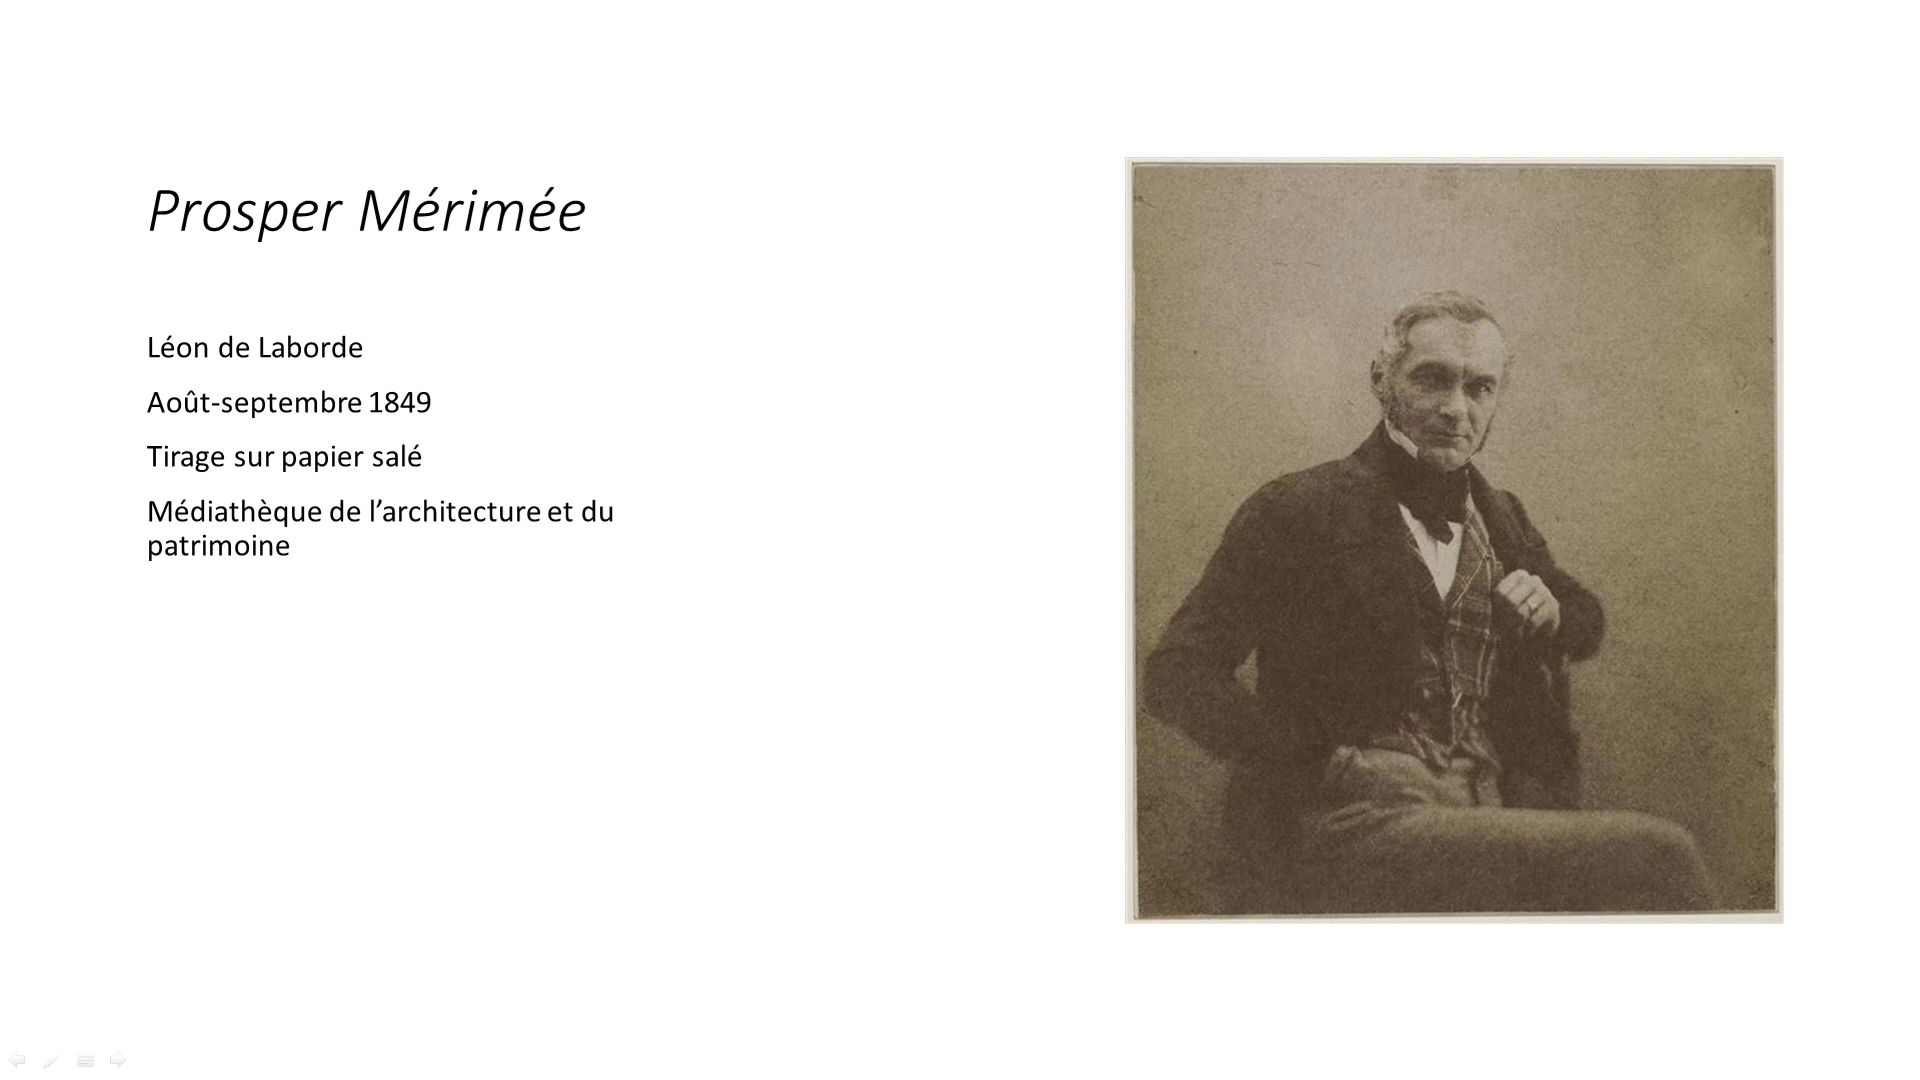 Prosper Mérimée
Léon de Laborde
Août-septembre 1849
Tirage sur papier salé
Médiathèque de l’architecture et du
patrimoine